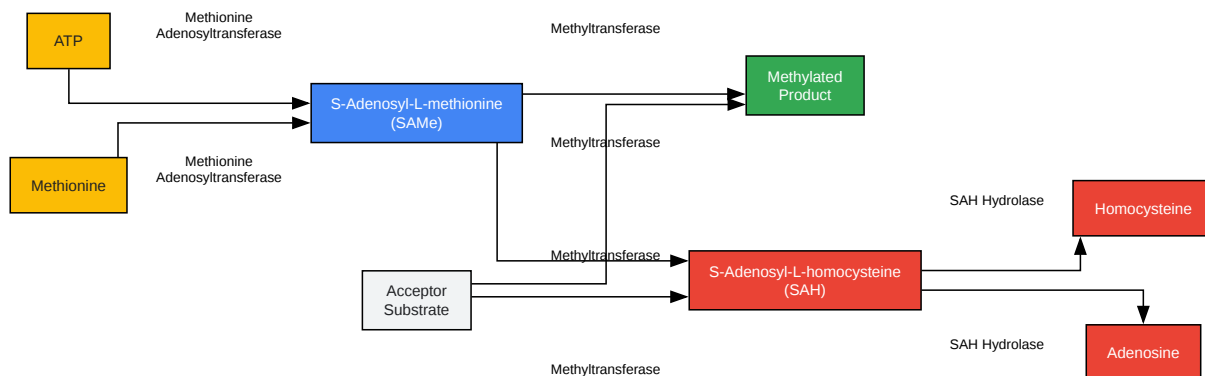 Methionine
Adenosyltransferase
Methyltransferase
ATP
Methylated
Product
S-Adenosyl-L-methionine
(SAMe)
Methyltransferase
Methionine
Adenosyltransferase
Methionine
SAH Hydrolase
Homocysteine
Methyltransferase
S-Adenosyl-L-homocysteine
(SAH)
Acceptor
Substrate
SAH Hydrolase
Adenosine
Methyltransferase